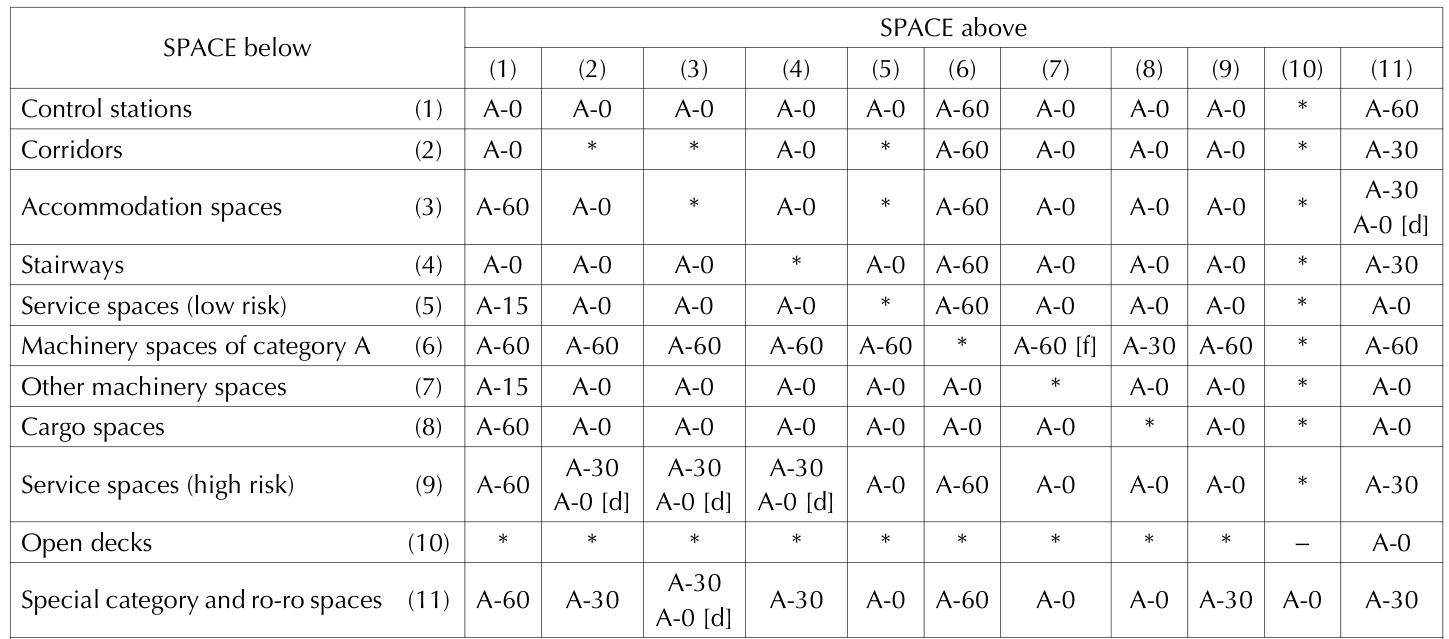 SPACE below SPACE above
(1) (2) (3) (4) (5) (6) (7) (8) (9) (10) (11)
Control stations (1) A-0 A-0 A-0 A-0 A-0 A-60 A-0 A-0 A-0 * A-60
Corridors (2) A-0 * * A-0 * A-60 A-0 A-0 A-0 * A-30
Accommodation spaces (3) A-60 A-0 * A-0 * A-60 A-0 A-0 A-0 * A-30 A-0 [d]
Stairways (4) A-0 A-0 A-0 * A-0 A-60 A-0 A-0 A-0 * A-30
Service spaces (low risk) (5) A-15 A-0 A-0 A-0 * A-60 A-0 A-0 A-0 * A-0
Machinery spaces of category A (6) A-60 A-60 A-60 A-60 A-60 * A-60 [f] A-30 A-60 * A-60
Other machinery spaces (7) A-15 A-0 A-0 A-0 A-0 A-0 * A-0 A-0 * A-0
Cargo spaces (8) A-60 A-0 A-0 A-0 A-0 A-0 A-0 * A-0 * A-0
Service spaces (high risk) (9) A-60 A-30 A-0 [d] A-30 A-0 [d] A-30 A-0 [d] A-0 A-60 A-0 A-0 A-0 * A-30
Open decks (10) * * * * * * * * * – A-0
Special category and ro-ro spaces (11) A-60 A-30 A-30 A-0 [d] A-30 A-0 A-60 A-0 A-0 A-30 A-0 A-30